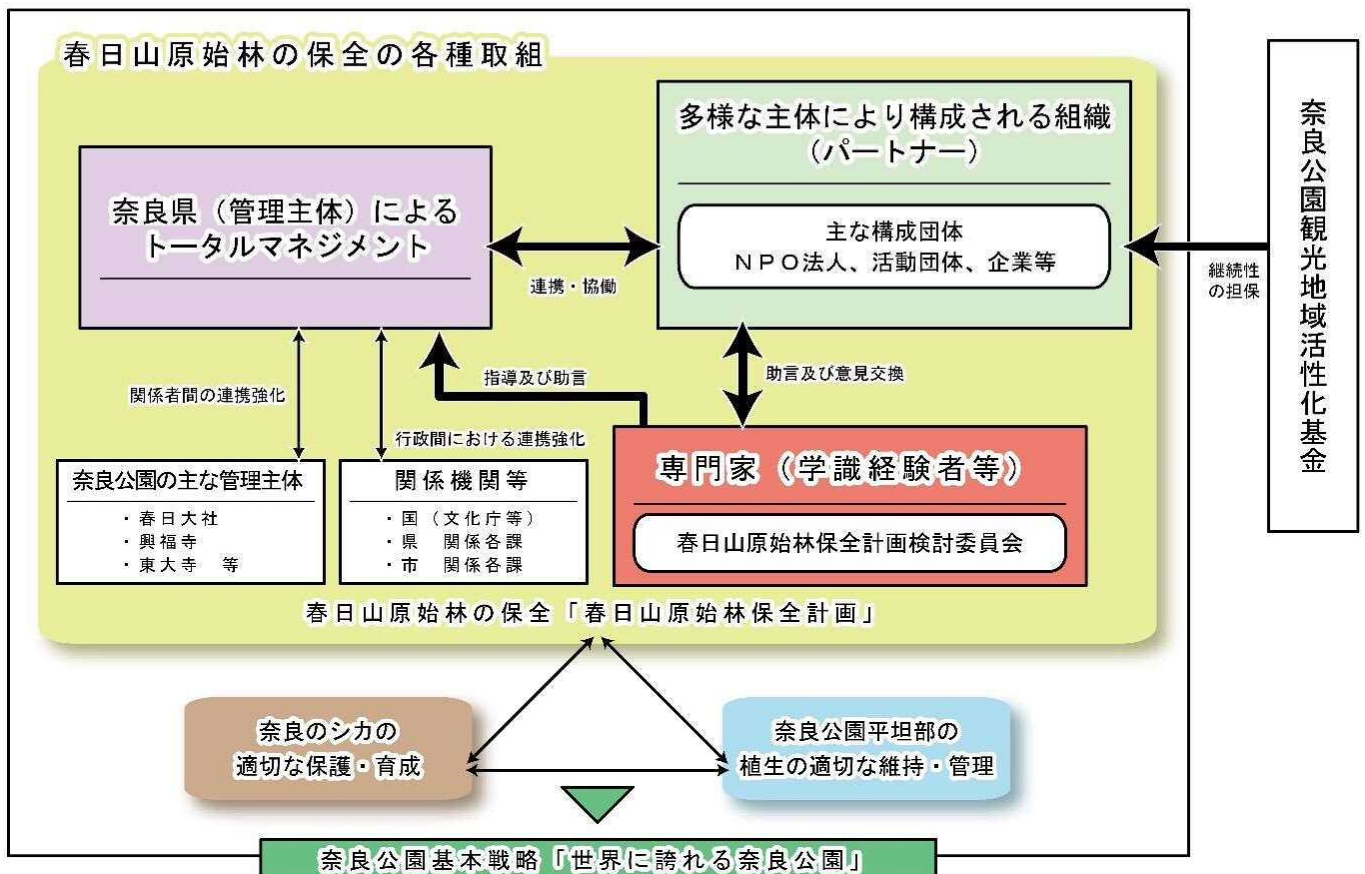 春日山原始林の保全の各種取組
奈良県（管理主体）による
トータルマネジメント
連携・協働
多様な主体により構成される組織
（パートナー）
主な構成団体
ＮＰＯ法人、活動団体、企業等
継続性
の担保
奈良公園観光地域活性化基金
関係者間の連携強化
行政間における連携強化
指導及び助言
助言及び意見交換
奈良公園の主な管理主体
・春日大社
・興福寺
・東大寺　等
関係機関等
・国（文化庁等）
・県　関係各課
・市　関係各課
専門家（学識経験者等）
春日山原始林保全計画検討委員会
春日山原始林の保全「春日山原始林保全計画」
奈良のシカの
適切な保護・育成
奈良公園平坦部の
植生の適切な維持・管理
奈良公園基本戦略「世界に誇れる奈良公園」